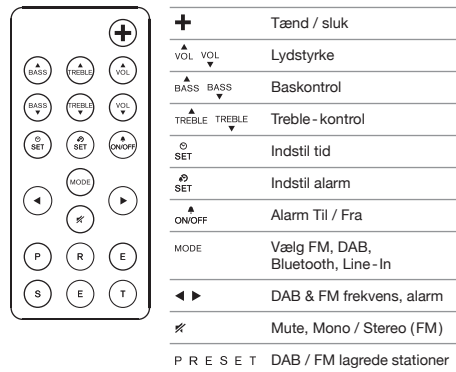 BASS TREBLE VOL
BASS TREBLE VOL
SET SET ON/OFF
MODE
P R E
S E T
Tænd / sluk
VOL VOL Lydstyrke
BASS BASS Baskontrol
TREBLE TREBLE Treble-kontrol
SET Indstil tid
SET Indstil alarm
ON/OFF Alarm Til / Fra
MODE Vælg FM, DAB,
Bluetooth, Line-In
DAB & FM frekvens, alarm
Mute, Mono / Stereo (FM)
P R E S E T DAB / FM lagrede stationer